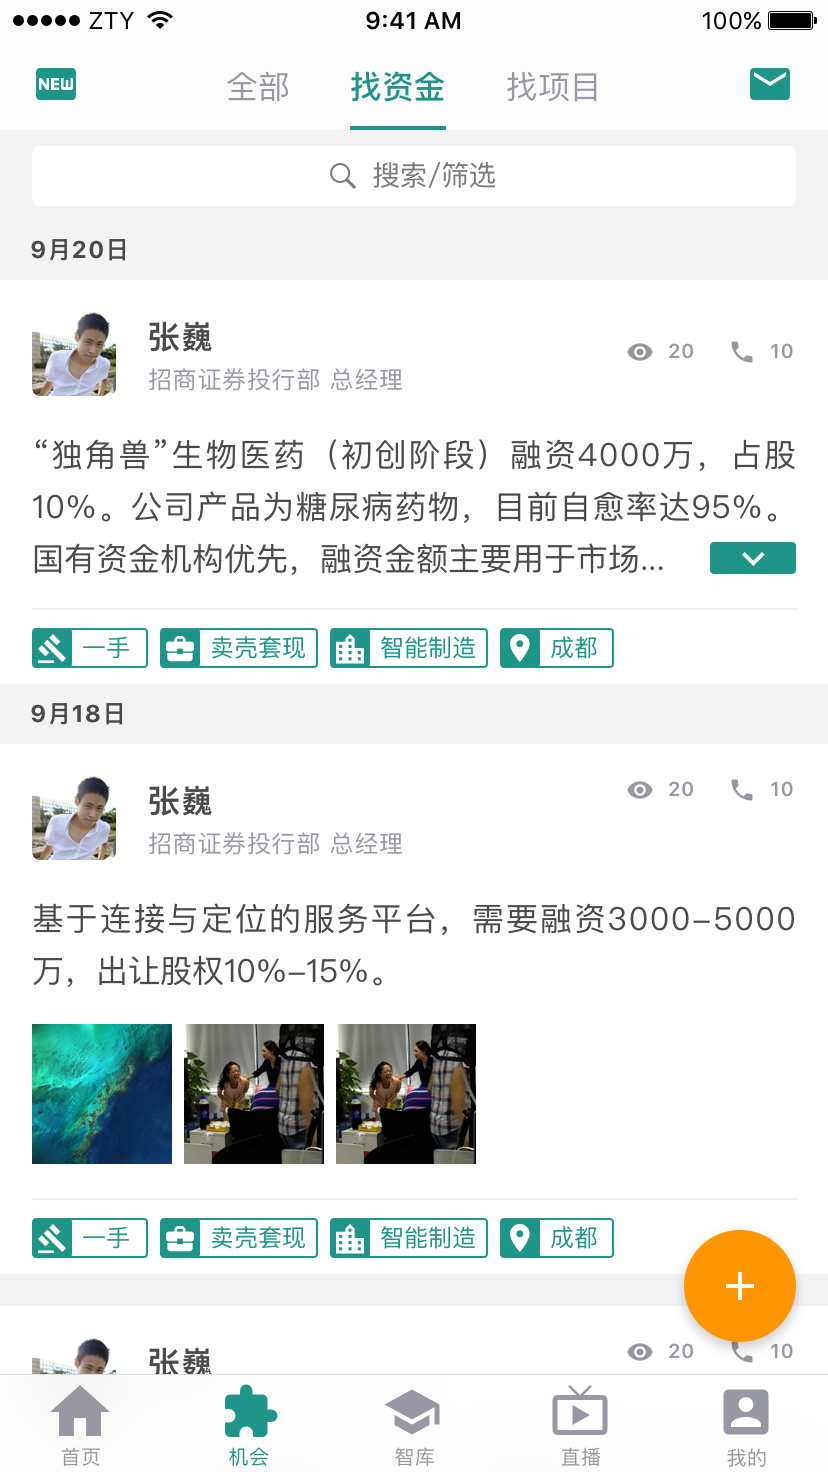 ZTY 9:41 AM 100%
NEW 全部 找资金 找项目
搜索/筛选
9月20日
张巍
招商证券投行部 总经理
20 10
“独角兽”生物医药（初创阶段）融资4000万，占股
10%。公司产品为糖尿病药物，目前自愈率达95%。
国有资金机构优先，融资金额主要用于市场...
一手 卖壳套现 智能制造 成都
9月18日
张巍
招商证券投行部 总经理
20 10
基于连接与定位的服务平台，需要融资3000-5000
万，出让股权10%-15%。
一手 卖壳套现 智能制造 成都
张巍
20 10
首页 机会 智库 直播 我的